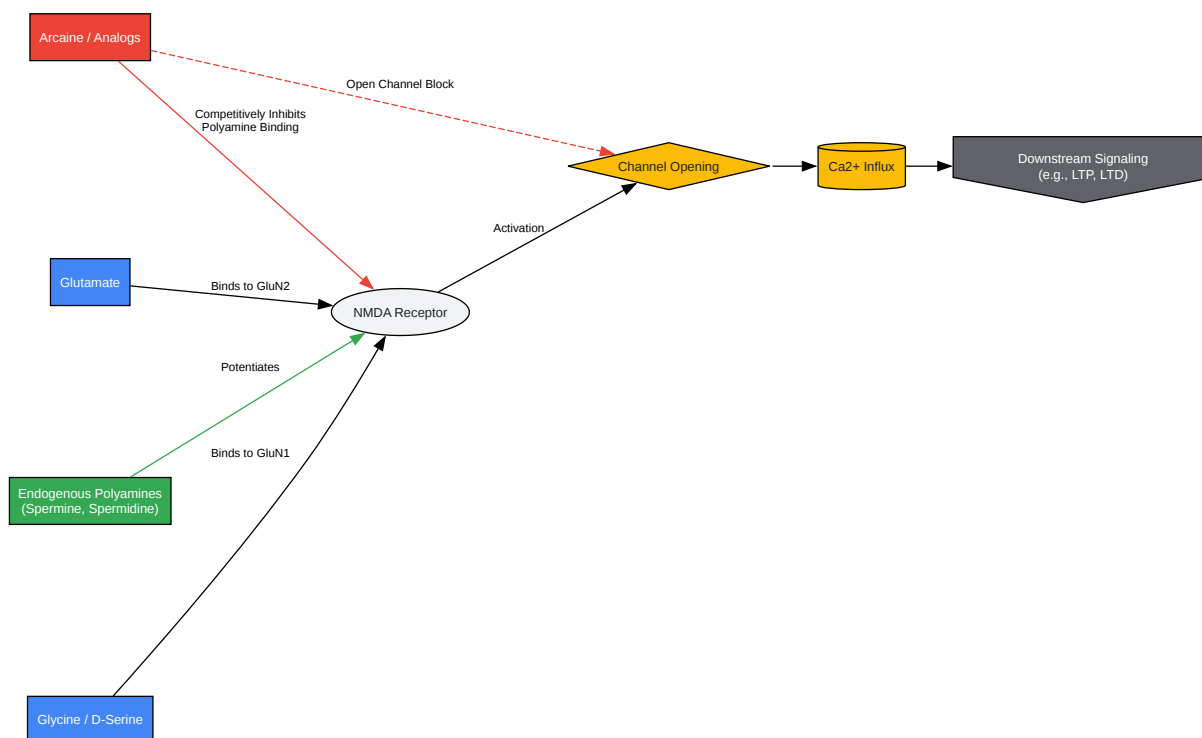 Arcaine / Analogs
Open Channel Block
Competitively Inhibits
Polyamine Binding
Channel Opening
Ca2+ Influx
Downstream Signaling
(e.g., LTP, LTD)
Activation
Glutamate
Binds to GluN2
NMDA Receptor
Potentiates
Binds to GluN1
Endogenous Polyamines
(Spermine, Spermidine)
Glycine / D-Serine